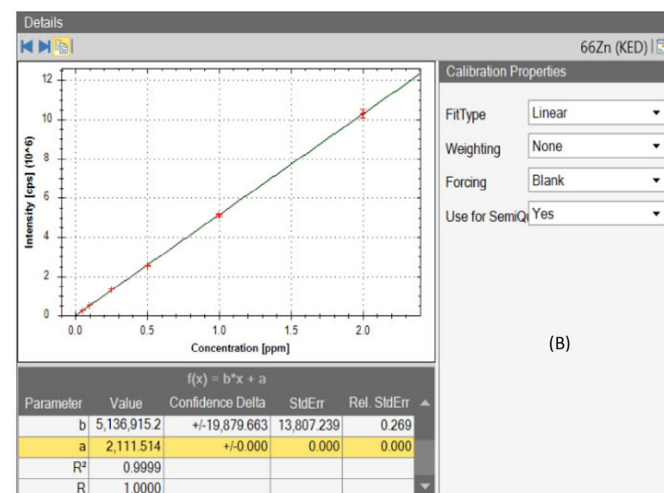 Details
66Zn (KED)
12
10
8
6
4
2
0
Intensity [cps] (10^6)
0.0 0.5 1.0 1.5 2.0
Concentration [ppm]
Calibration Properties
FitType Linear
Weighting None
Forcing Blank
Use for SemiQu Yes
(B)
f(x) = b*x + a
Parameter Value Confidence Delta StdErr Rel. StdErr
b 5,136,915.2 +/-19,879.663 13,807.239 0.269
a 2,111.514 +/-0.000 0.000 0.000
R² 0.9999
R 1.0000